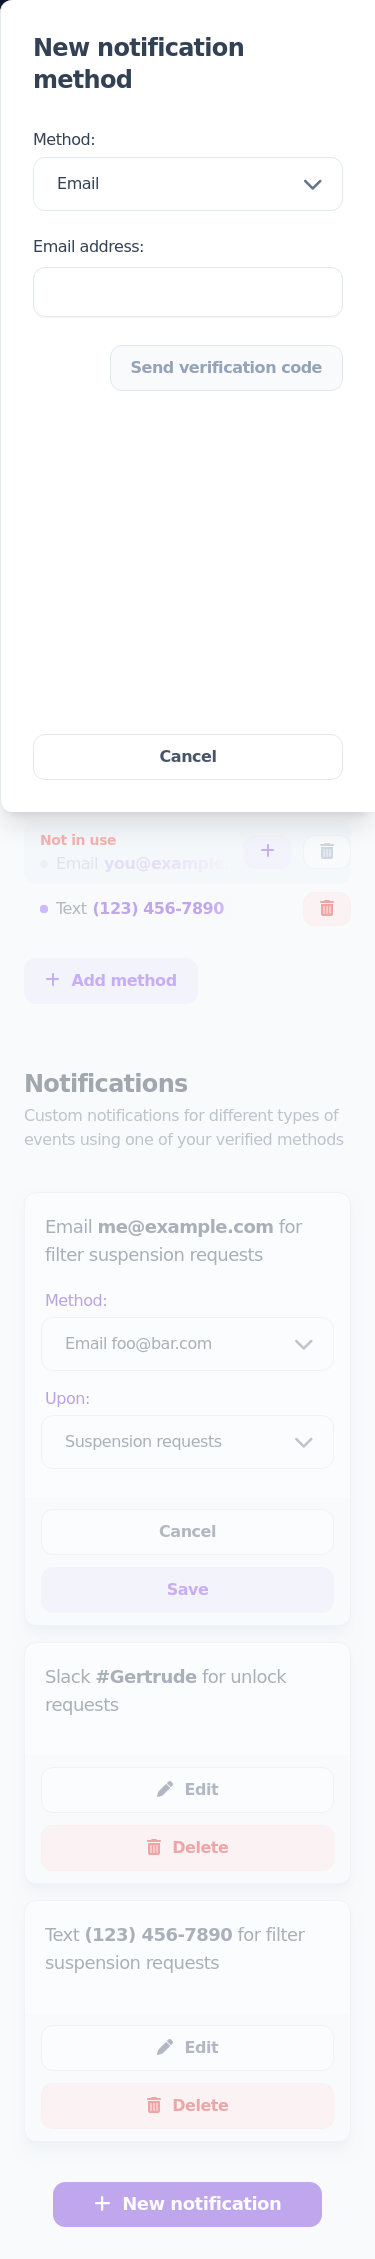 New notification
method
Method:
Email
Email address:
Send verification code
Cancel
Not in use
Email you@example
Text (123) 456-7890
Add method
Notifications
Custom notifications for different types of
events using one of your verified methods
Email me@example.com for
filter suspension requests
Method:
Email foo@bar.com
Upon:
Suspension requests
Cancel
Save
Slack #Gertrude for unlock
requests
Edit
Delete
Text (123) 456-7890 for filter
suspension requests
Edit
Delete
New notification